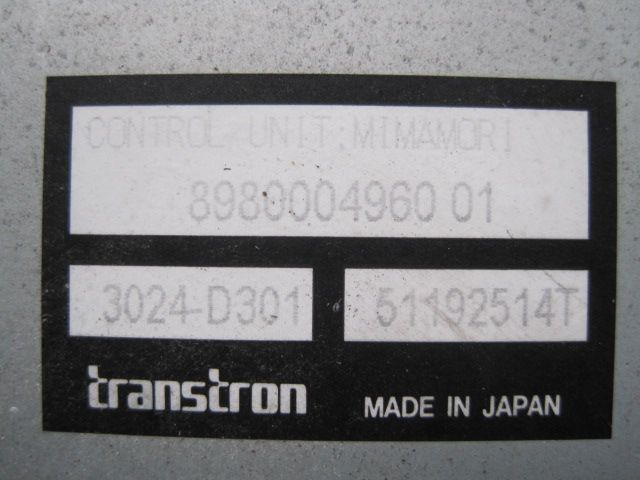 CONTROL UNIT;MIMAMORI
8980004960 01
3024-D301
51192514T
transtron
MADE IN JAPAN